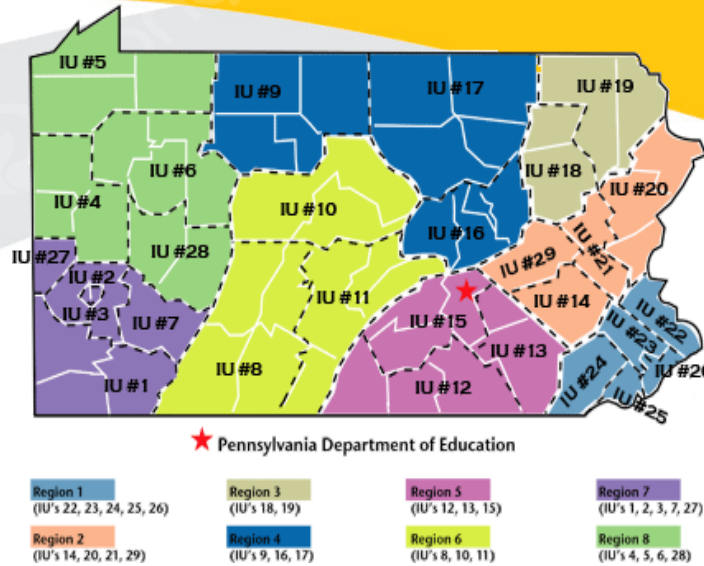 IU #5
IU #9
IU #17
IU #19
IU #6
IU #18
IU #20
IU #4
IU #10
IU #16
IU #27
IU #28
IU #29
IU #21
IU #2
IU #11
IU #14
IU #3
IU #7
IU #15
IU #22
IU #23
IU #13
IU #8
IU #24
IU #26
IU #1
IU #12
IU #25
Pennsylvania Department of Education
Region 1
(IU's 22, 23, 24, 25, 26)
Region 3
(IU's 18, 19)
Region 5
(IU's 12, 13, 15)
Region 7
(IU's 1, 2, 3, 7, 27)
Region 2
(IU's 14, 20, 21, 29)
Region 4
(IU's 9, 16, 17)
Region 6
(IU's 8, 10, 11)
Region 8
(IU's 4, 5, 6, 28)